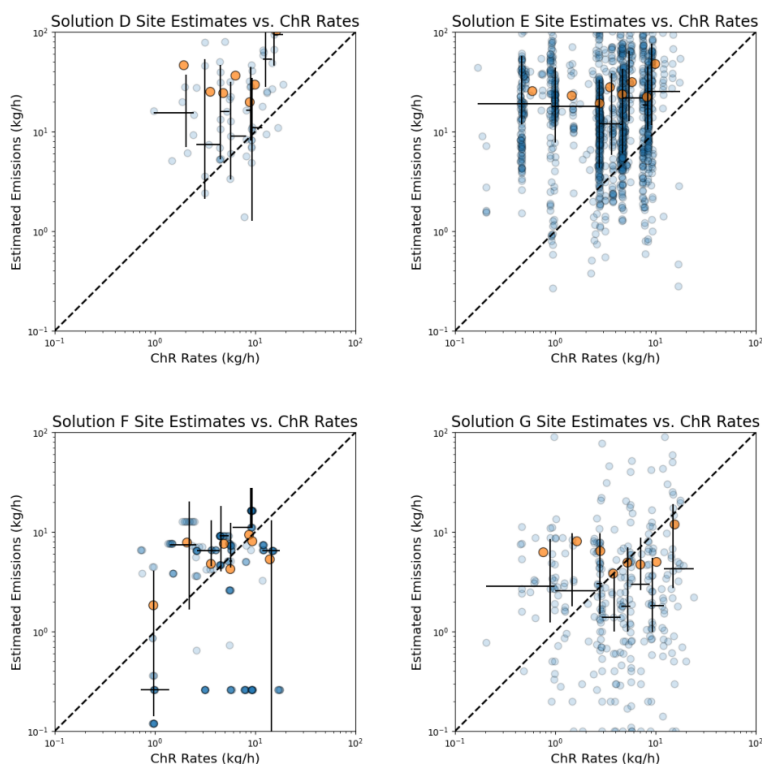 Solution D Site Estimates vs. ChR Rates
Solution E Site Estimates vs. ChR Rates
10²
10¹
10⁰
10⁻¹
Estimated Emissions (kg/h)
10⁻¹
10⁰
10¹
10²
ChR Rates (kg/h)
10²
10¹
10⁰
10⁻¹
Estimated Emissions (kg/h)
10⁻¹
10⁰
10¹
10²
ChR Rates (kg/h)
Solution F Site Estimates vs. ChR Rates
Solution G Site Estimates vs. ChR Rates
10²
10¹
10⁰
10⁻¹
Estimated Emissions (kg/h)
10⁻¹
10⁰
10¹
10²
ChR Rates (kg/h)
10²
10¹
10⁰
10⁻¹
Estimated Emissions (kg/h)
10⁻¹
10⁰
10¹
10²
ChR Rates (kg/h)